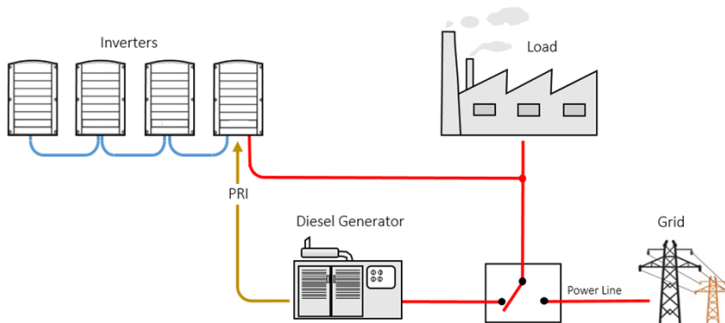 Inverters
Load
PRI
Diesel Generator
Grid
Power Line